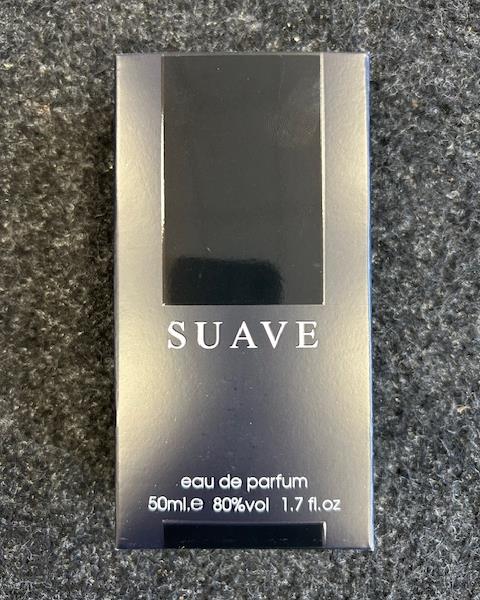 SUAVE
eau de parfum
50ml.e 80%vol 1.7 fl.oz